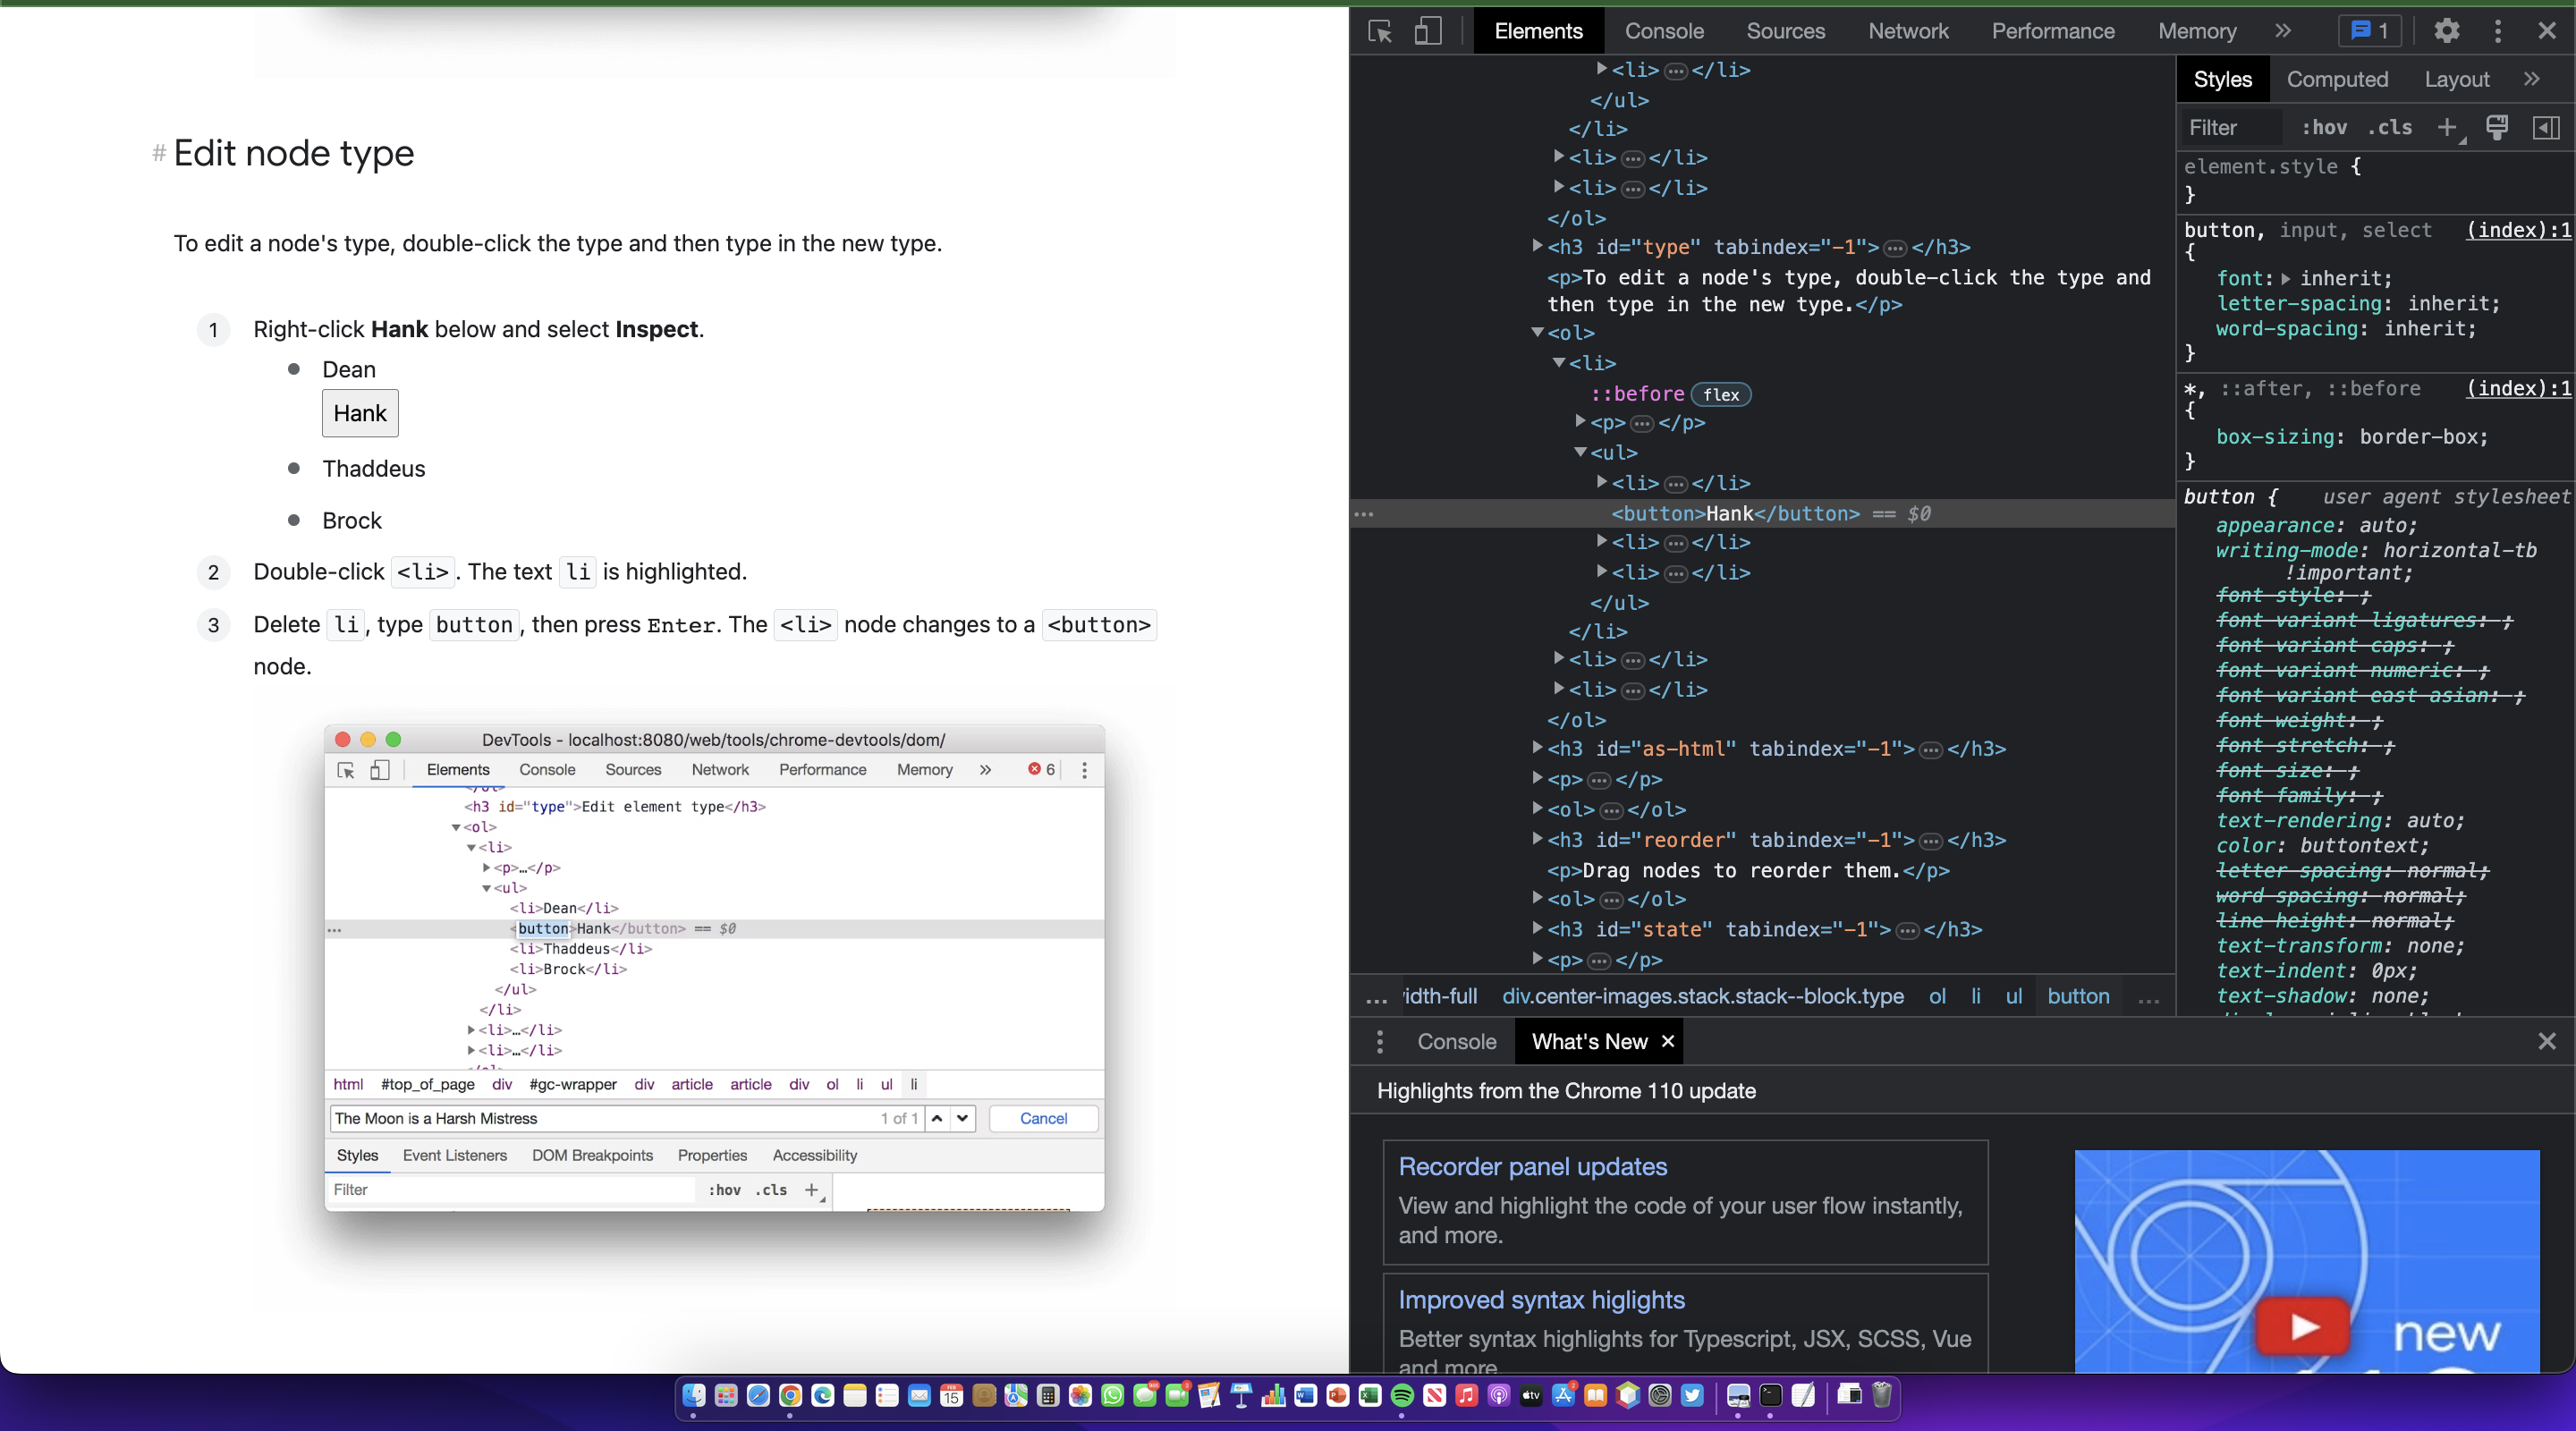 # Edit node type
To edit a node's type, double-click the type and then type in the new type.
1 Right-click Hank below and select Inspect.
Dean
Hank
Thaddeus
Brock
2 Double-click <li>. The text li is highlighted.
3 Delete li, type button, then press Enter. The <li> node changes to a <button>
node.
DevTools - localhost:8080/web/tools/chrome-devtools/dom/
Elements Console Sources Network Performance Memory » 6
<h3 id="type">Edit element type</h3>
<ol>
<li>
<p>…</p>
<ul>
<li>Dean</li>
… <button>Hank</button> == $0
<li>Thaddeus</li>
<li>Brock</li>
</ul>
</li>
<li>…</li>
<li>…</li>
html #top_of_page div #gc-wrapper div article article div ol li ul li
The Moon is a Harsh Mistress 1 of 1 Cancel
Styles Event Listeners DOM Breakpoints Properties Accessibility
Filter :hov .cls +
Elements Console Sources Network Performance Memory » 1
<li>…</li>
</ul>
</li>
<li>…</li>
<li>…</li>
</ol>
<h3 id="type" tabindex="-1">…</h3>
<p>To edit a node's type, double-click the type and
then type in the new type.</p>
<ol>
<li>
::before flex
<p>…</p>
<ul>
<li>…</li>
… <button>Hank</button> == $0
<li>…</li>
<li>…</li>
</ul>
</li>
<li>…</li>
<li>…</li>
</ol>
<h3 id="as-html" tabindex="-1">…</h3>
<p>…</p>
<ol>…</ol>
<h3 id="reorder" tabindex="-1">…</h3>
<p>Drag nodes to reorder them.</p>
<ol>…</ol>
<h3 id="state" tabindex="-1">…</h3>
<p>…</p>
… idth-full div.center-images.stack.stack--block.type ol li ul button …
Styles Computed Layout »
Filter :hov .cls +
element.style {
}
button, input, select (index):1
{
font: inherit;
letter-spacing: inherit;
word-spacing: inherit;
}
*, ::after, ::before (index):1
{
box-sizing: border-box;
}
button { user agent stylesheet
appearance: auto;
writing-mode: horizontal-tb
!important;
font-style: ;
font-variant-ligatures: ;
font-variant-caps: ;
font-variant-numeric: ;
font-variant-east-asian: ;
font-weight: ;
font-stretch: ;
font-size: ;
font-family: ;
text-rendering: auto;
color: buttontext;
letter-spacing: normal;
word-spacing: normal;
line-height: normal;
text-transform: none;
text-indent: 0px;
text-shadow: none;
Console What's New ×
Highlights from the Chrome 110 update
Recorder panel updates
View and highlight the code of your user flow instantly,
and more.
Improved syntax higlights
Better syntax highlights for Typescript, JSX, SCSS, Vue
and more
new
15
tv